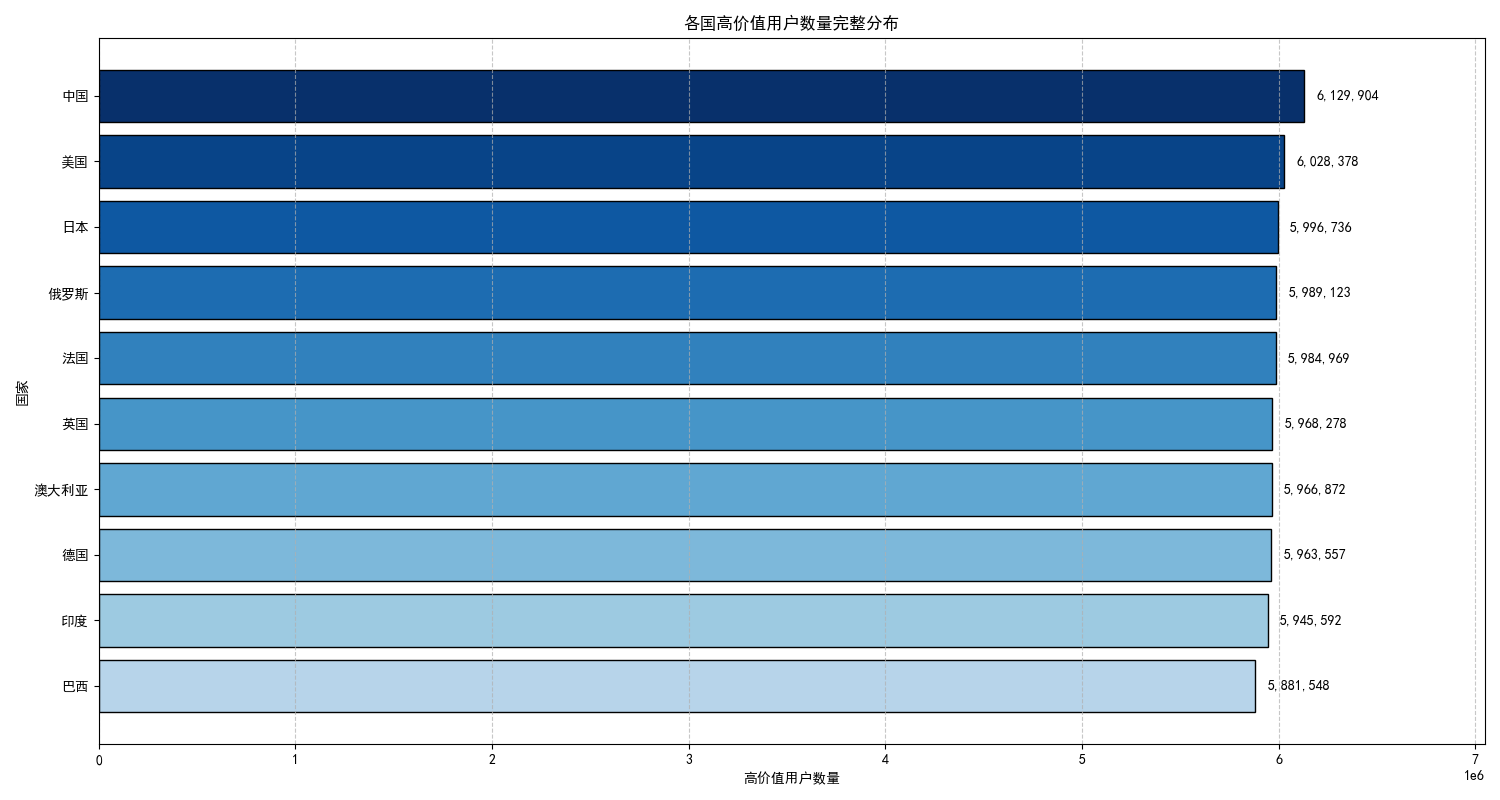 各国高价值用户数量完整分布
国家
中国 6,129,904
美国 6,028,378
日本 5,996,736
俄罗斯 5,989,123
法国 5,984,969
英国 5,968,278
澳大利亚 5,966,872
德国 5,963,557
印度 5,945,592
巴西 5,881,548
0 1 2 3 4 5 6 7
1e6
高价值用户数量